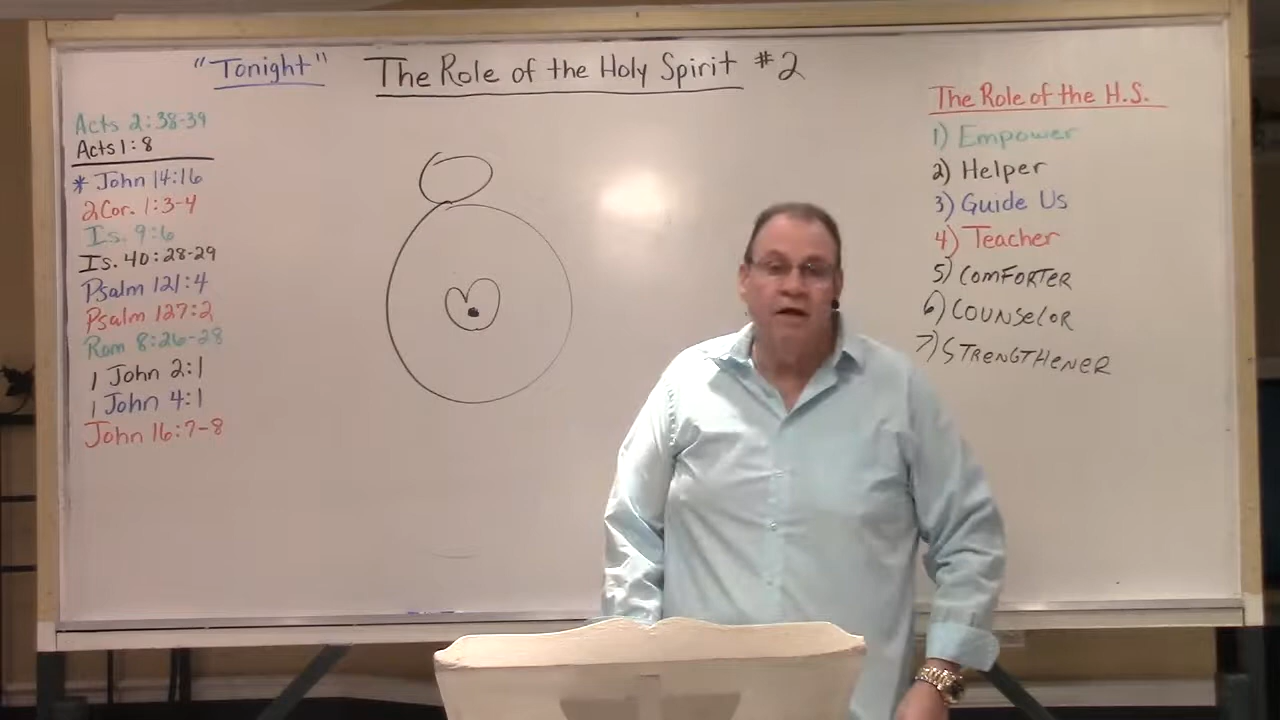 "Tonight" The Role of the Holy Spirit #2
Acts 2:38-39
Acts 1:8
* John 14:16
2 Cor. 1:3-4
Is. 9:6
Is. 40:28-29
Psalm 121:4
Psalm 127:2
Rom 8:26-28
1 John 2:1
1 John 4:1
John 16:7-8
The Role of the H.S.
1) Empower
2) Helper
3) Guide Us
4) Teacher
5) COMFORTER
6) COUNSELOR
7) STRENGTHENER